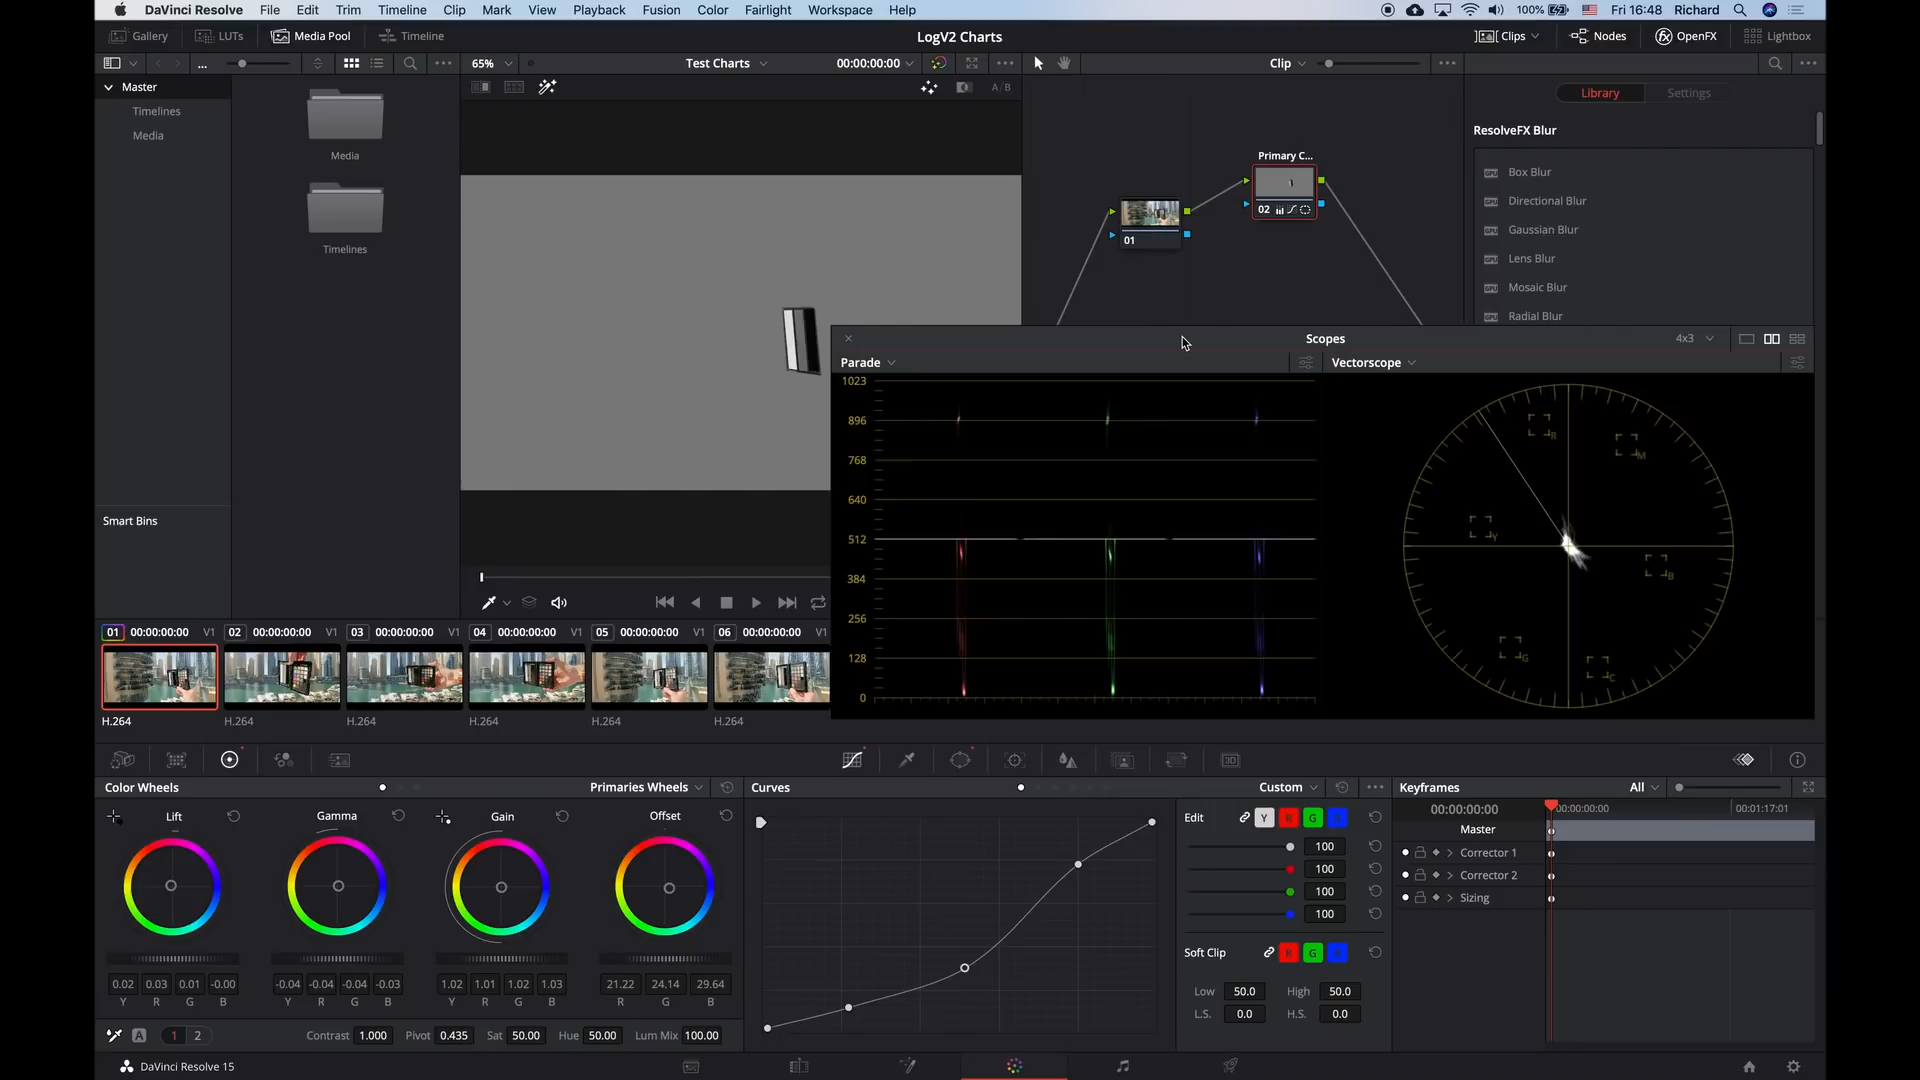 DaVinci Resolve File Edit Trim Timeline Clip Mark View Playback Fusion Color Fairlight Workspace Help 100% Fri 16:48 Richard
Gallery LUTs Media Pool Timeline LogV2 Charts Clips Nodes OpenFX Lightbox
... 65% Test Charts 00:00:00:00 Clip
Master A/B Library Settings
Timelines
Media
ResolveFX Blur
Media
Timelines
Primary C...
01
02
Box Blur
Directional Blur
Gaussian Blur
Lens Blur
Mosaic Blur
Radial Blur
Scopes 4x3
Parade Vectorscope
1023
896
768
640
512
384
256
128
0
R
M
Y
B
G
C
Smart Bins
01 00:00:00:00 V1 02 00:00:00:00 V1 03 00:00:00:00 V1 04 00:00:00:00 V1 05 00:00:00:00 V1 06 00:00:00:00 V1
H.264 H.264 H.264 H.264 H.264 H.264
3D
Color Wheels Primaries Wheels Curves Custom Keyframes All
Lift Gamma Gain Offset
Edit Y R G
100
100
100
100
00:00:00:00 00:00:00:00 00:01:17:01
Master
Corrector 1
Corrector 2
Sizing
Soft Clip R G
Low 50.0 High 50.0
L.S. 0.0 H.S. 0.0
0.02 0.03 0.01 -0.00 -0.04 -0.04 -0.04 -0.03 1.02 1.01 1.02 1.03 21.22 24.14 29.64
Y R G B Y R G B Y R G B R G B
A 1 2 Contrast 1.000 Pivot 0.435 Sat 50.00 Hue 50.00 Lum Mix 100.00
DaVinci Resolve 15